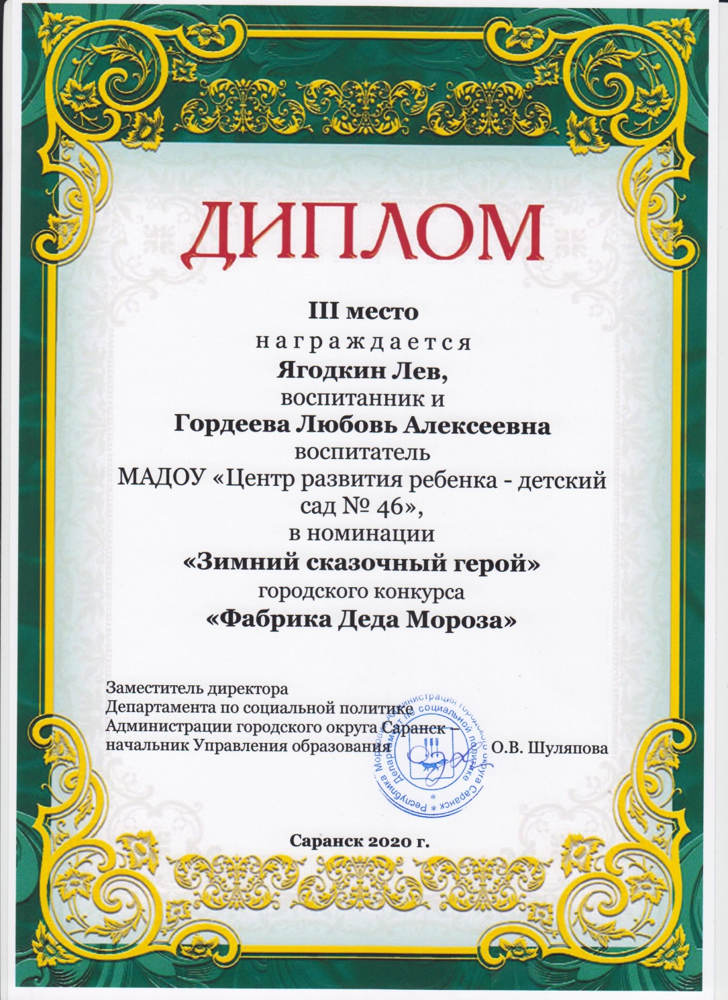 ДИПЛОМ
III место
награждается
Ягодкин Лев,
воспитанник и
Гордеева Любовь Алексеевна
воспитатель
МАДОУ «Центр развития ребенка - детский
сад № 46»,
в номинации
«Зимний сказочный герой»
городского конкурса
«Фабрика Деда Мороза»
Заместитель директора
Департамента по социальной политике
Администрации городского округа Саранск –
начальник Управления образования О.В. Шуляпова
Республика Мордовия Администрация городского округа Саранск *
Департамент по социальной политике *
Саранск 2020 г.